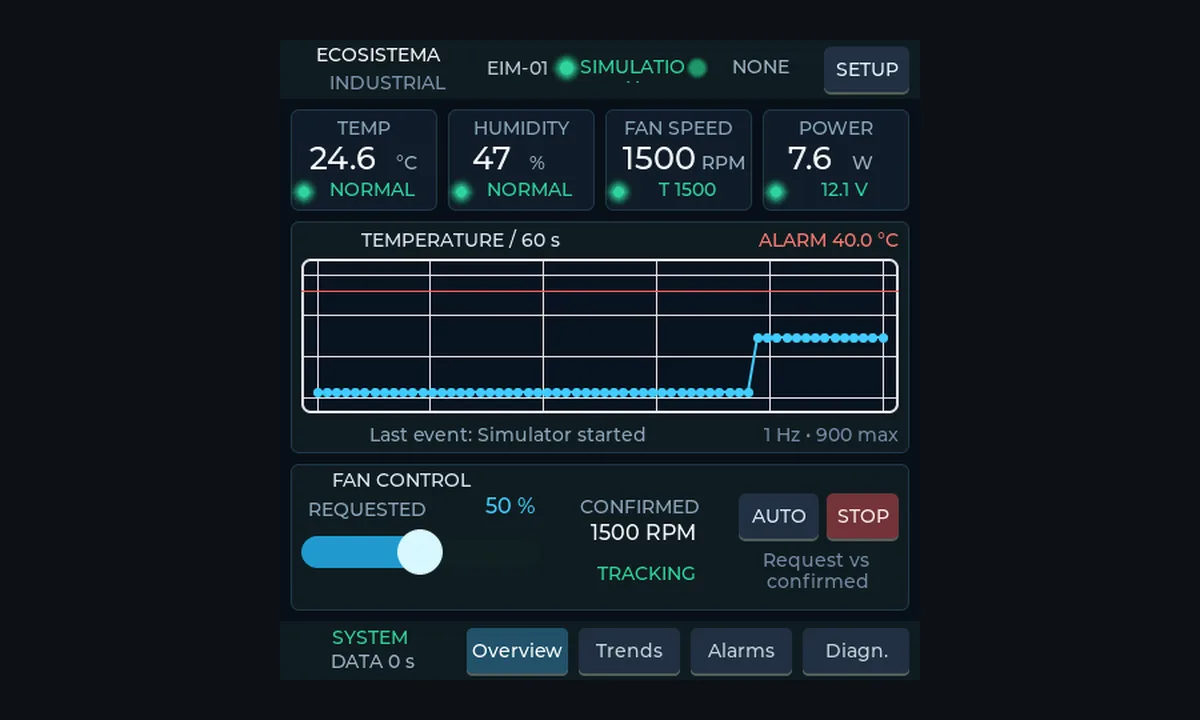 ECOSISTEMA
INDUSTRIAL
EIM-01
SIMULATIO
NONE
SETUP
TEMP
24.6 °C
NORMAL
HUMIDITY
47 %
NORMAL
FAN SPEED
1500 RPM
T 1500
POWER
7.6 W
12.1 V
TEMPERATURE / 60 s
ALARM 40.0 °C
Last event: Simulator started
1 Hz • 900 max
FAN CONTROL
REQUESTED
50 %
CONFIRMED
1500 RPM
TRACKING
AUTO
STOP
Request vs
confirmed
SYSTEM
DATA 0 s
Overview
Trends
Alarms
Diagn.